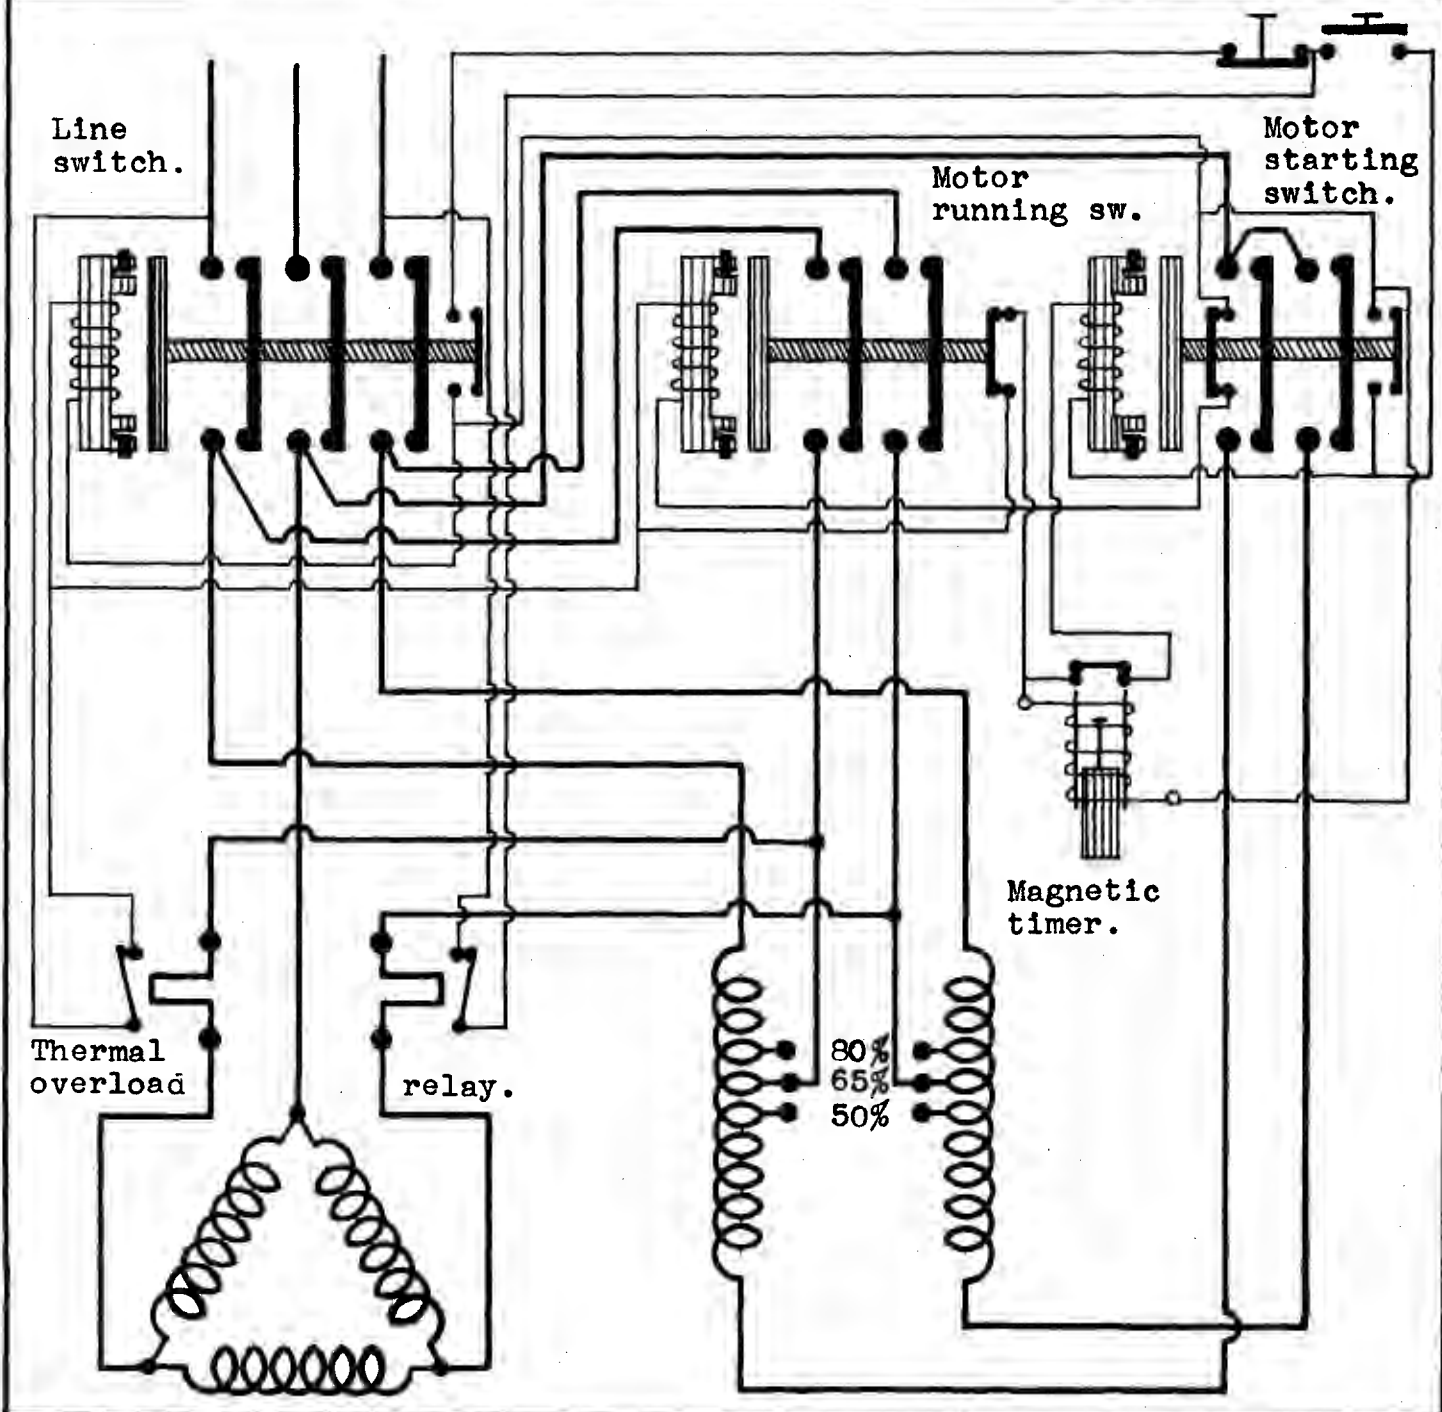 Line
switch.
Motor
running sw.
Motor
starting
switch.
Magnetic
timer.
Thermal
overload
relay.
80%
65%
50%